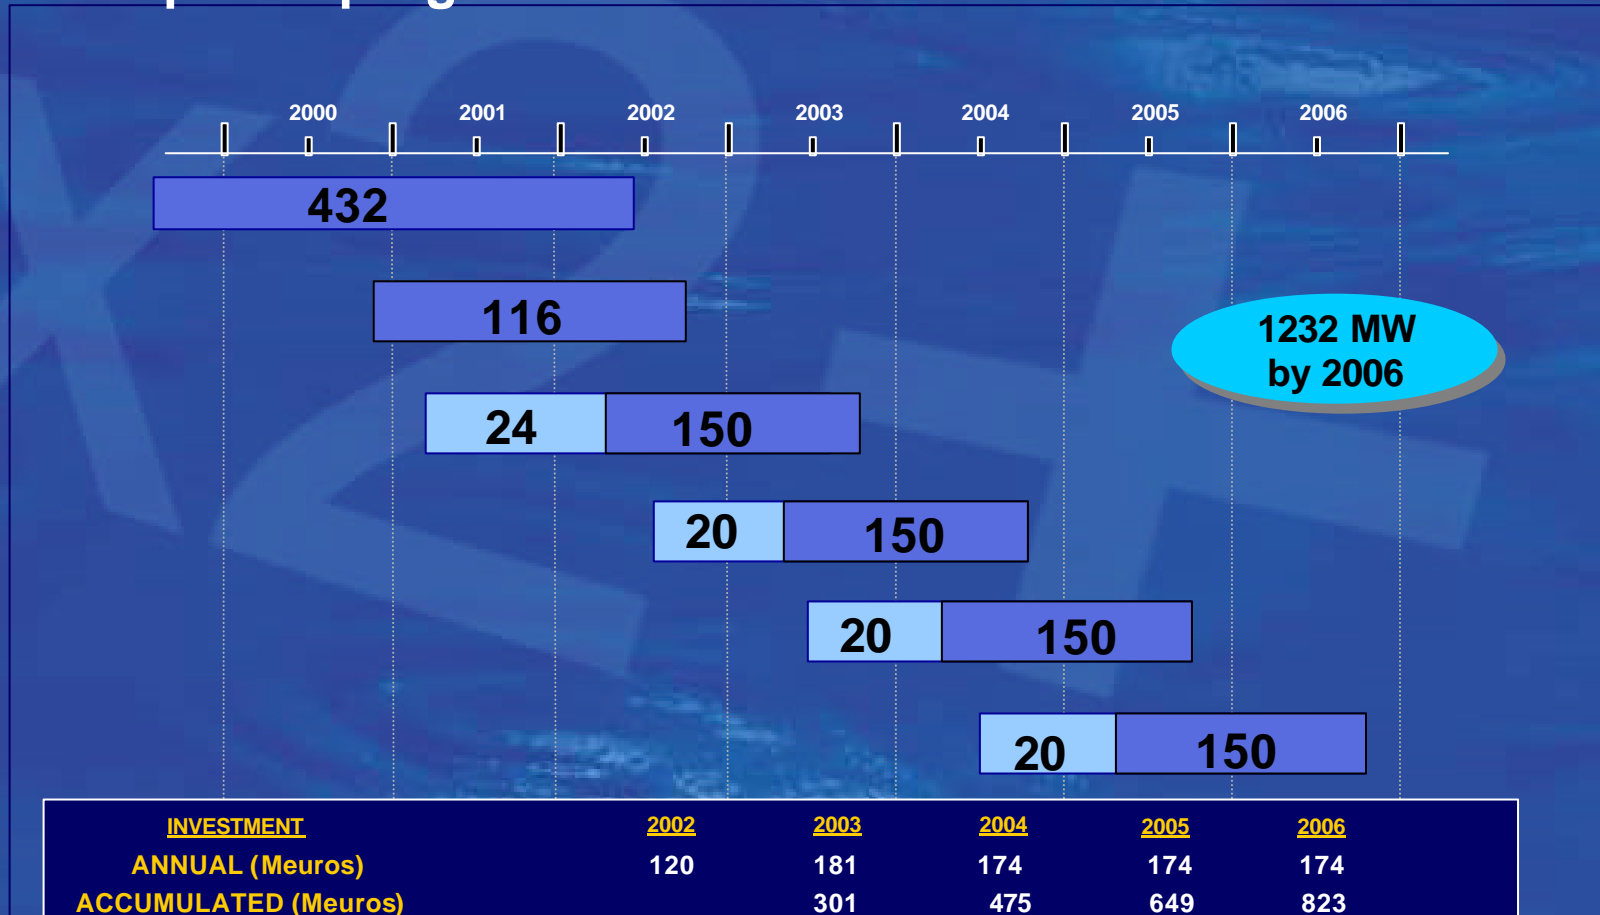 2000 2001 2002 2003 2004 2005 2006
432
116
1232 MW
by 2006
24 150
20 150
20 150
20 150
INVESTMENT 2002 2003 2004 2005 2006
ANNUAL (Meuros) 120 181 174 174 174
ACCUMULATED (Meuros) 301 475 649 823